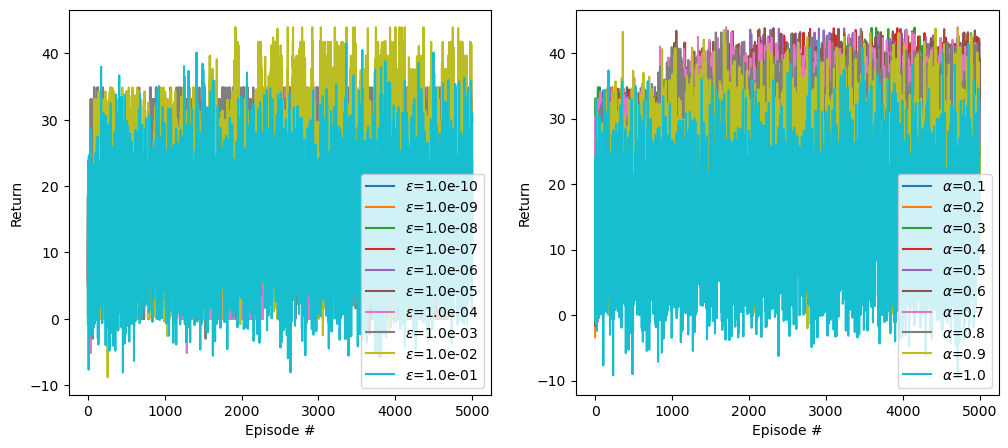 40
30
20
10
0
−10
Return
0
1000
2000
3000
4000
5000
Episode #
ε=1.0e-10
ε=1.0e-09
ε=1.0e-08
ε=1.0e-07
ε=1.0e-06
ε=1.0e-05
ε=1.0e-04
ε=1.0e-03
ε=1.0e-02
ε=1.0e-01
40
30
20
10
0
−10
Return
0
1000
2000
3000
4000
5000
Episode #
α=0.1
α=0.2
α=0.3
α=0.4
α=0.5
α=0.6
α=0.7
α=0.8
α=0.9
α=1.0